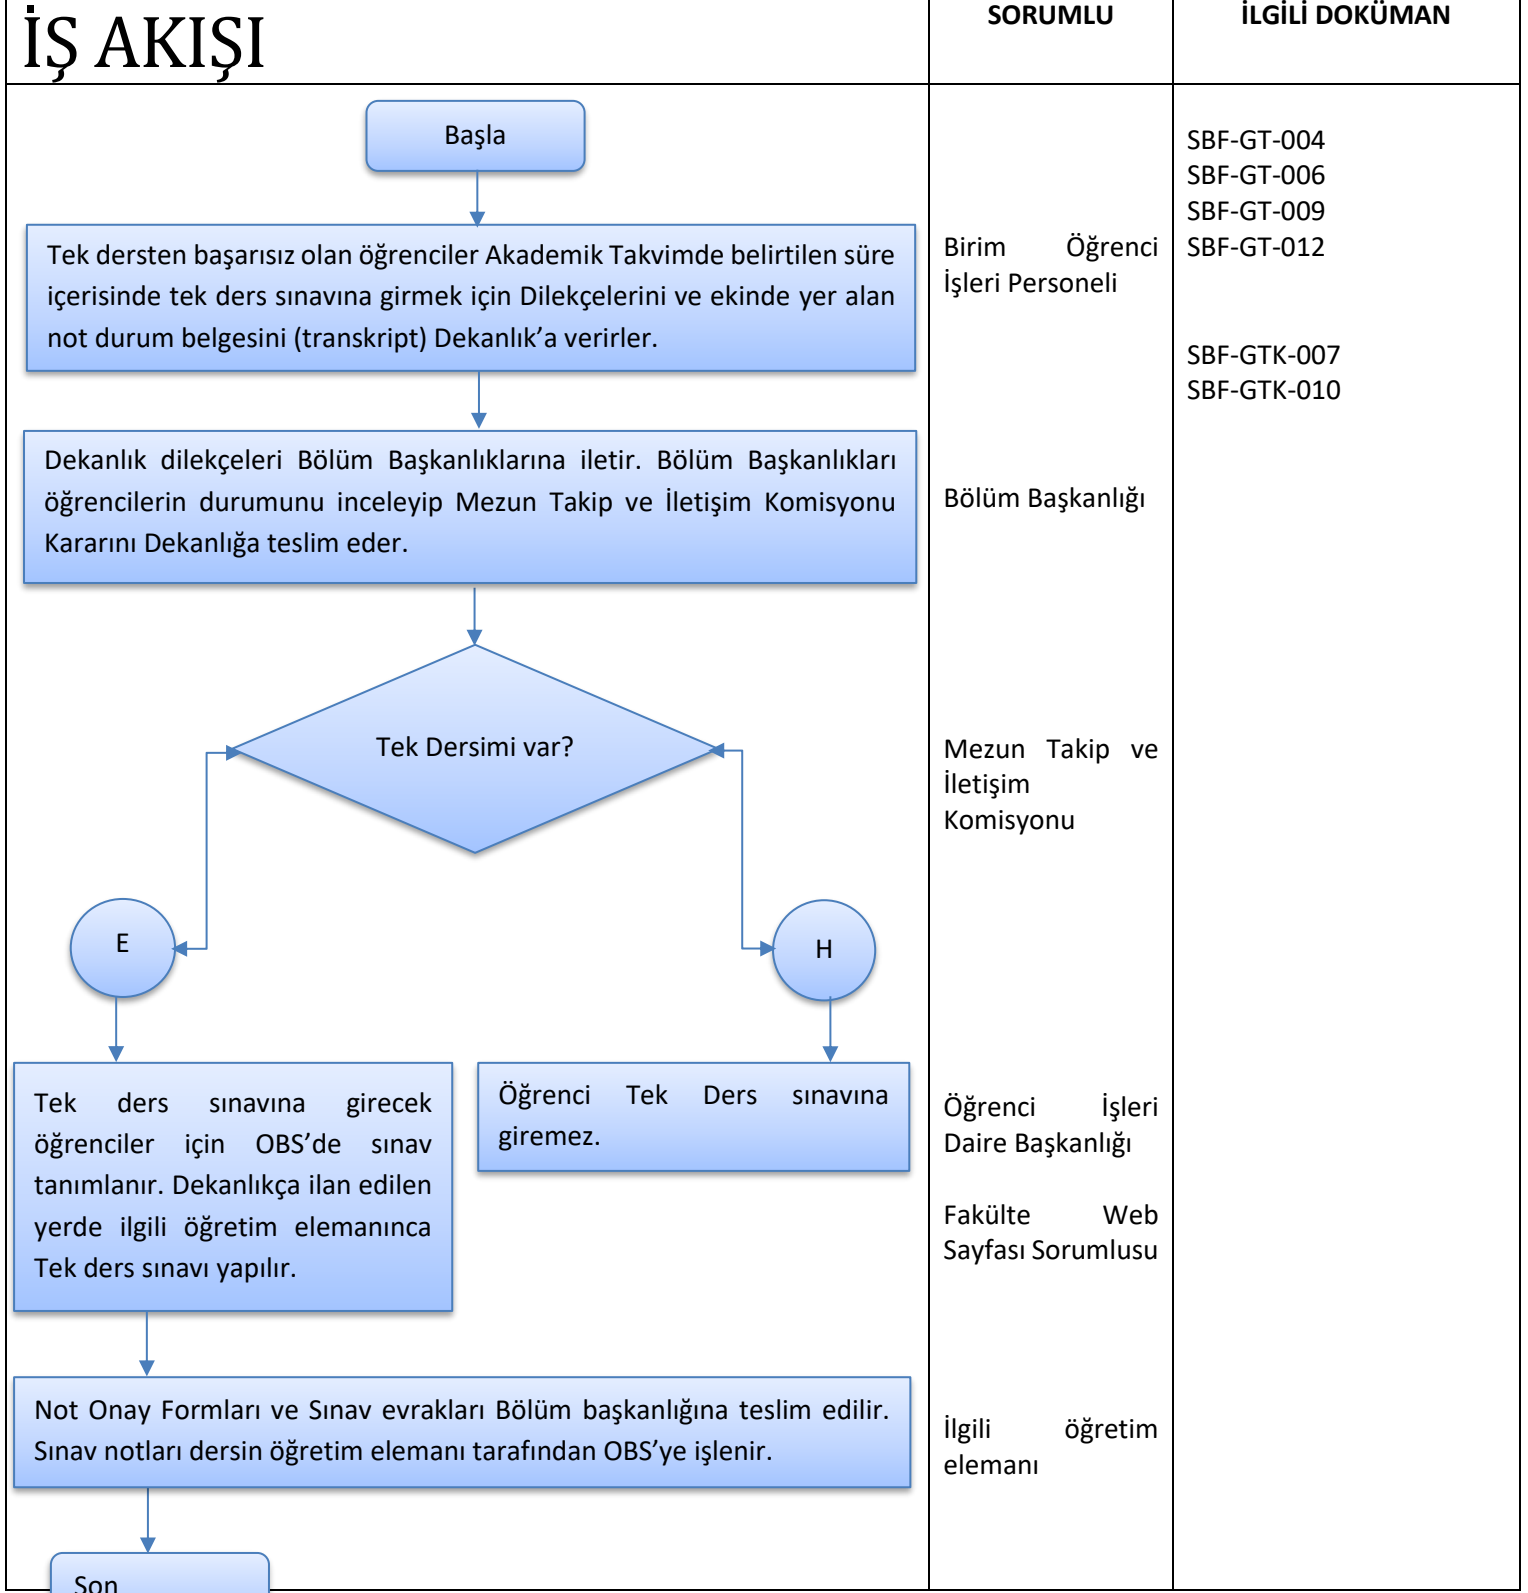 İŞ AKIŞI
SORUMLU
İLGİLİ DOKÜMAN
Başla
Tek dersten başarısız olan öğrenciler Akademik Takvimde belirtilen süre
içerisinde tek ders sınavına girmek için Dilekçelerini ve ekinde yer alan
not durum belgesini (transkript) Dekanlık’a verirler.
Birim Öğrenci
İşleri Personeli
SBF-GT-004
SBF-GT-006
SBF-GT-009
SBF-GT-012
SBF-GTK-007
SBF-GTK-010
Dekanlık dilekçeleri Bölüm Başkanlıklarına iletir. Bölüm Başkanlıkları
öğrencilerin durumunu inceleyip Mezun Takip ve İletişim Komisyonu
Kararını Dekanlığa teslim eder.
Bölüm Başkanlığı
Tek Dersimi var?
Mezun Takip ve
İletişim
Komisyonu
E
H
Tek ders sınavına girecek
öğrenciler için OBS’de sınav
tanımlanır. Dekanlıkça ilan edilen
yerde ilgili öğretim elemanınca
Tek ders sınavı yapılır.
Öğrenci Tek Ders sınavına
giremez.
Öğrenci İşleri
Daire Başkanlığı
Fakülte Web
Sayfası Sorumlusu
Not Onay Formları ve Sınav evrakları Bölüm başkanlığına teslim edilir.
Sınav notları dersin öğretim elemanı tarafından OBS’ye işlenir.
İlgili öğretim
elemanı
Son